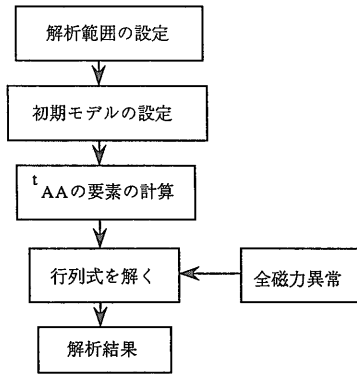 解析範囲の設定
初期モデルの設定
tAAの要素の計算
行列式を解く
全磁力異常
解析結果